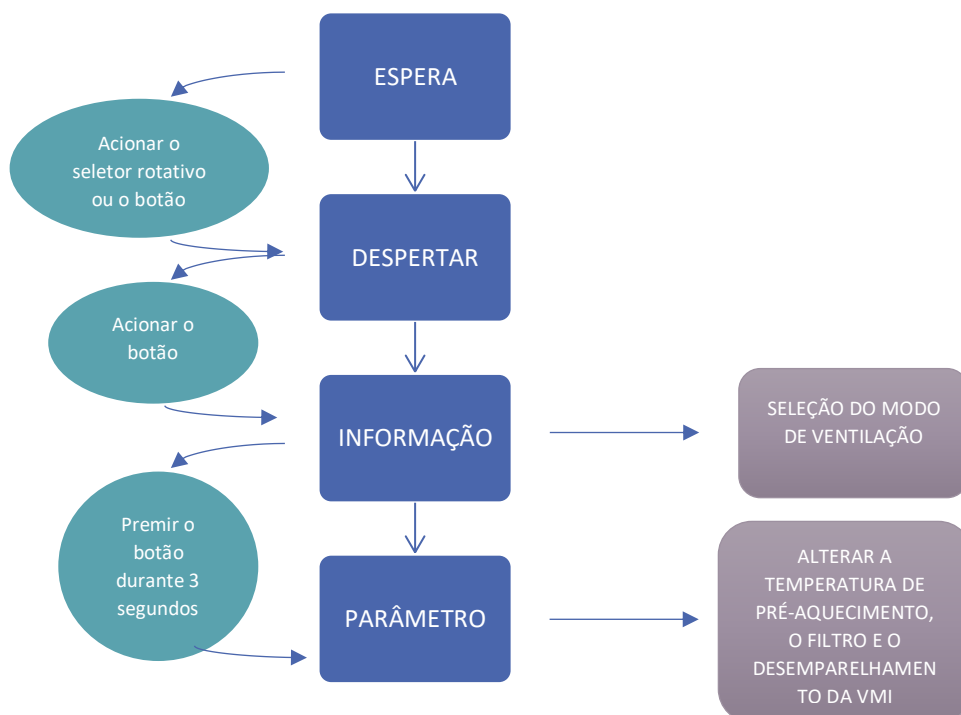 ESPERA
Acionar o
seletor rotativo
ou o botão
DESPERTAR
Acionar o
botão
INFORMAÇÃO
SELEÇÃO DO MODO
DE VENTILAÇÃO
Premir o
botão
durante 3
segundos
PARÂMETRO
ALTERAR A
TEMPERATURA DE
PRÉ-AQUECIMENTO,
O FILTRO E O
DESEMPARELHAMEN
TO DA VMI